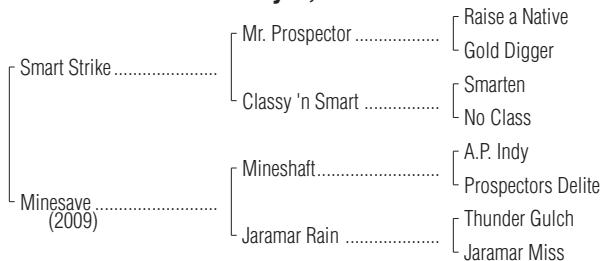 Raise a Native
Mr. Prospector ..................
Gold Digger
Smart Strike ......................
Smarten
Classy 'n Smart ................
No Class
A.P. Indy
Mineshaft.........................
Prospectors Delite
Minesave .........................
(2009)
Thunder Gulch
Jaramar Rain ...................
Jaramar Miss